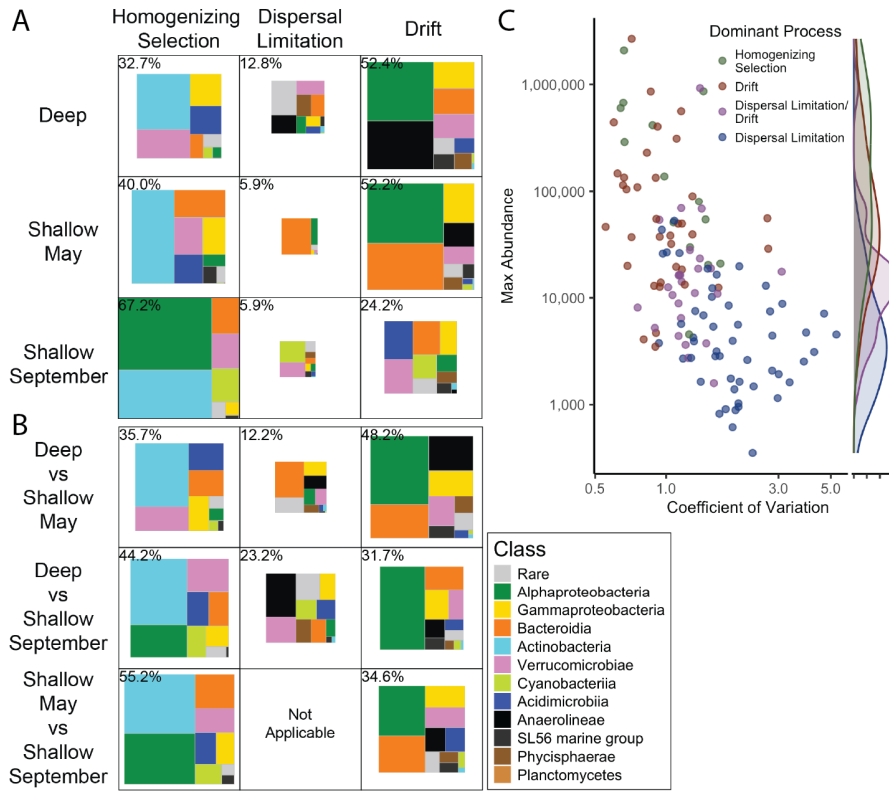 A
Homogenizing Selection
Dispersal Limitation
Drift
Deep
32.7%
12.8%
52.4%
Shallow May
40.0%
5.9%
52.2%
Shallow September
67.2%
5.9%
24.2%
B
Deep vs Shallow May
35.7%
12.2%
48.2%
Deep vs Shallow September
44.2%
23.2%
31.7%
Shallow May vs Shallow September
55.2%
Not Applicable
34.6%
C
Dominant Process
Homogenizing Selection
Drift
Dispersal Limitation/ Drift
Dispersal Limitation
Max Abundance
1,000,000
100,000
10,000
1,000
0.5
1.0
3.0
5.0
Coefficient of Variation
Class
Rare
Alphaproteobacteria
Gammaproteobacteria
Bacteroidia
Actinobacteria
Verrucomicrobiae
Cyanobacteriia
Acidimicrobiia
Anaerolineae
SL56 marine group
Phycisphaerae
Planctomycetes